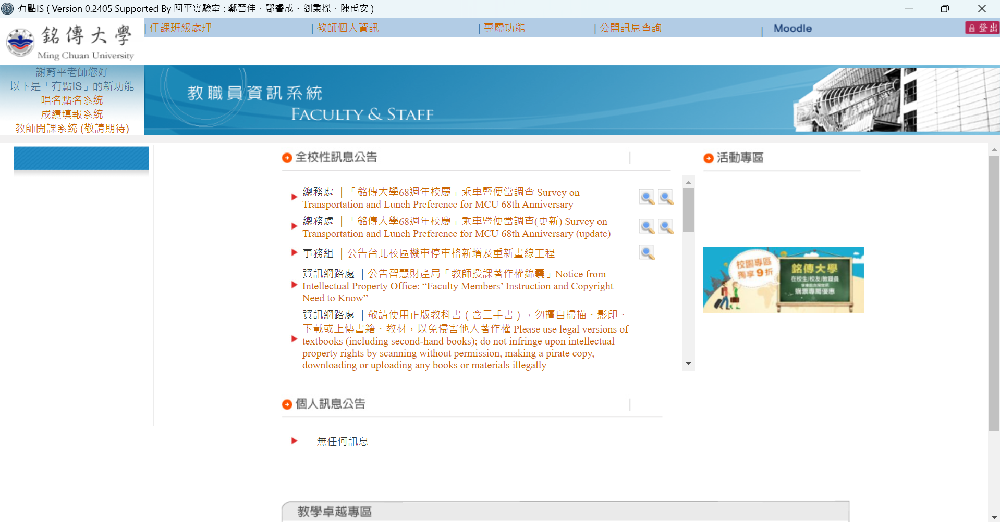 有點IS ( Version 0.2405 Supported By 阿平實驗室 : 鄭晉佳、鄧睿成、劉秉榤、陳禹安 )
銘傳大學
Ming Chuan University
| 任課班級處理 | 教師個人資訊 | 專屬功能 | 公開訊息查詢 | Moodle 登出
謝育平老師您好
以下是「有點IS」的新功能
唱名點名系統
成績填報系統
教師開課系統 (敬請期待)
教職員資訊系統
FACULTY & STAFF
全校性訊息公告
總務處 |「銘傳大學68週年校慶」乘車暨便當調查 Survey on
Transportation and Lunch Preference for MCU 68th Anniversary
總務處 |「銘傳大學68週年校慶」乘車暨便當調查(更新) Survey on
Transportation and Lunch Preference for MCU 68th Anniversary (update)
事務組 | 公告台北校區機車停車格新增及重新畫線工程
資訊網路處 | 公告智慧財產局「教師授課著作權錦囊」Notice from
Intellectual Property Office: “Faculty Members’ Instruction and Copyright –
Need to Know”
資訊網路處 | 敬請使用正版教科書（含二手書），勿擅自掃描、影印、
下載或上傳書籍、教材，以免侵害他人著作權 Please use legal versions of
textbooks (including second-hand books); do not infringe upon intellectual
property rights by scanning without permission, making a pirate copy,
downloading or uploading any books or materials illegally
活動專區
校園專區
獨享9折
銘傳大學
在校生/校友/教職員
購票專屬優惠
個人訊息公告
無任何訊息
教學卓越專區